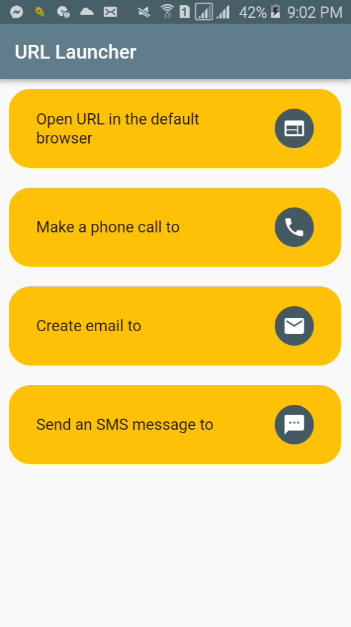 1 42% 9:02 PM
URL Launcher
Open URL in the default
browser
Make a phone call to
Create email to
Send an SMS message to